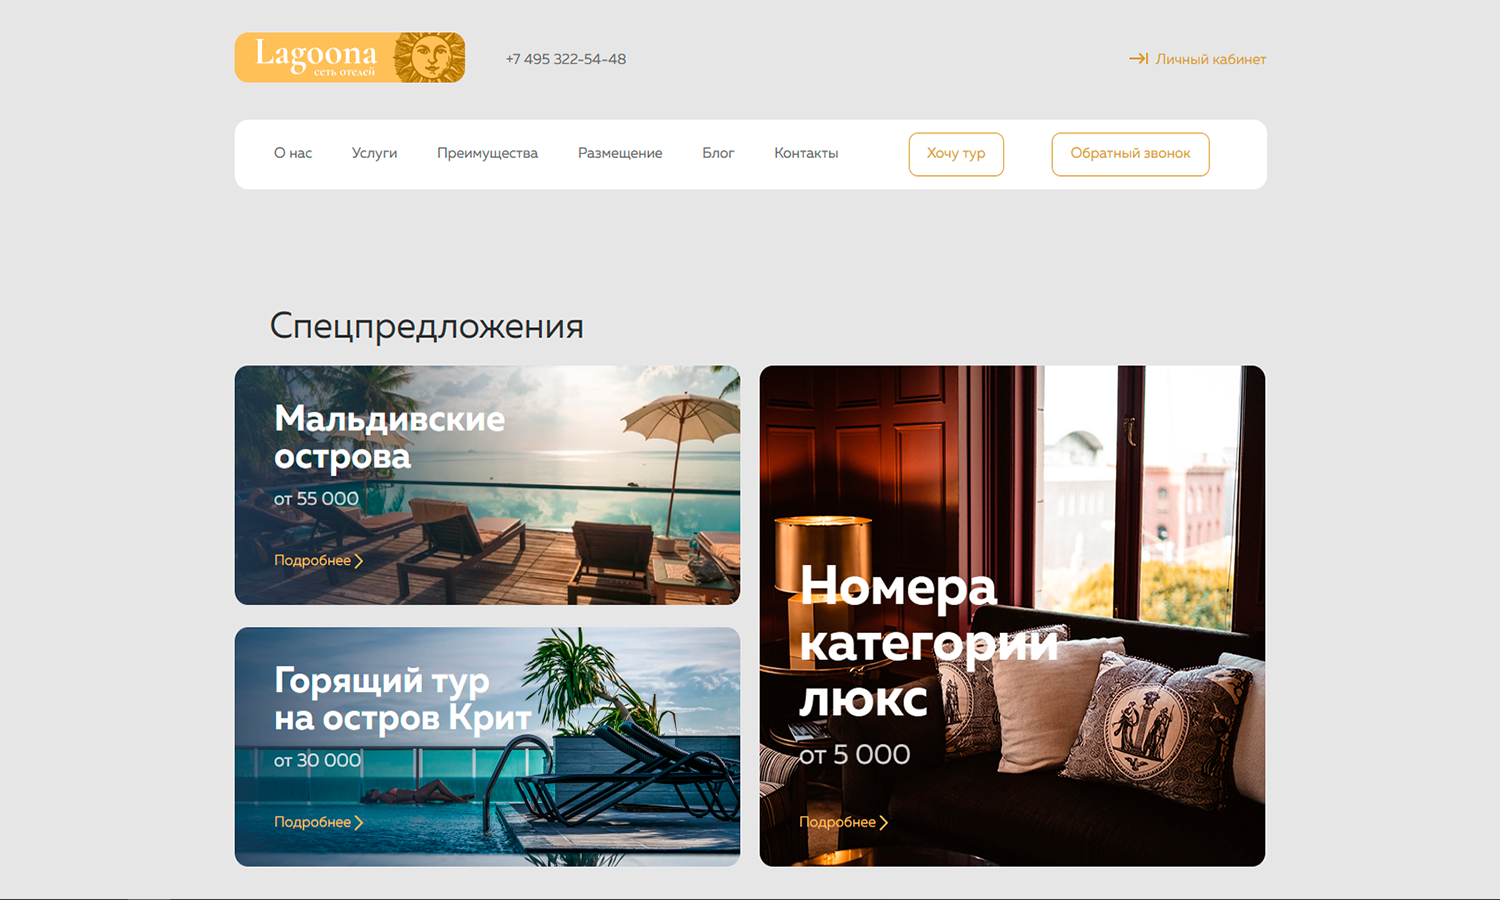 Lagoona
сеть отелей
+7 495 322-54-48
Личный кабинет
О нас
Услуги
Преимущества
Размещение
Блог
Контакты
Хочу тур
Обратный звонок
Спецпредложения
Мальдивские
острова
от 55 000
Подробнее
Горящий тур
на остров Крит
от 30 000
Подробнее
Номера
категории
люкс
от 5 000
Подробнее